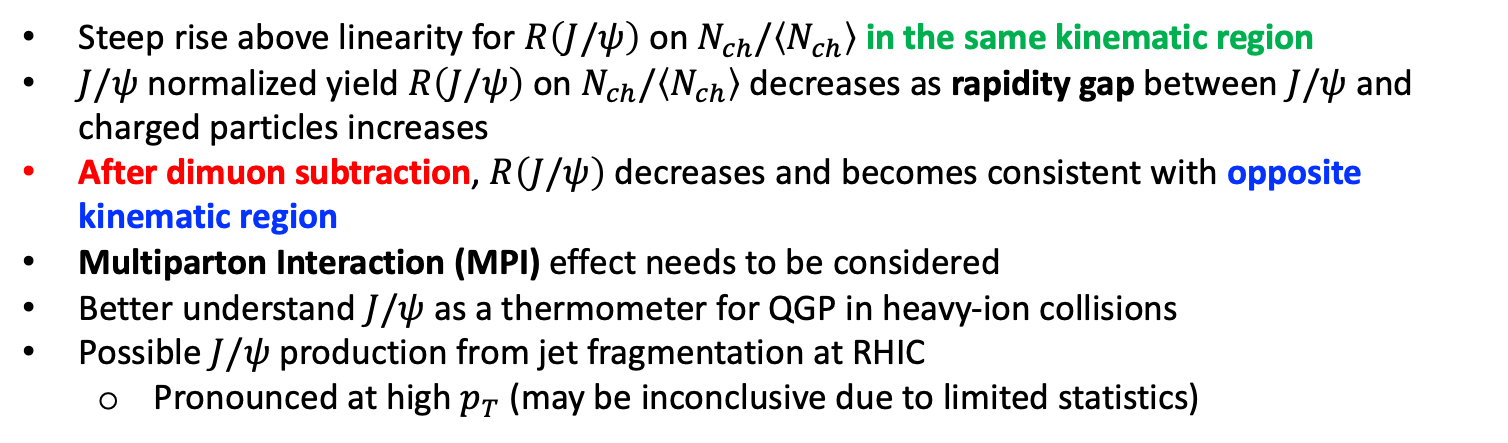 • Steep rise above linearity for R(J/ψ) on N_ch/⟨N_ch⟩ in the same kinematic region
• J/ψ normalized yield R(J/ψ) on N_ch/⟨N_ch⟩ decreases as rapidity gap between J/ψ and
charged particles increases
• After dimuon subtraction, R(J/ψ) decreases and becomes consistent with opposite
kinematic region
• Multiparton Interaction (MPI) effect needs to be considered
• Better understand J/ψ as a thermometer for QGP in heavy-ion collisions
• Possible J/ψ production from jet fragmentation at RHIC
o Pronounced at high p_T (may be inconclusive due to limited statistics)